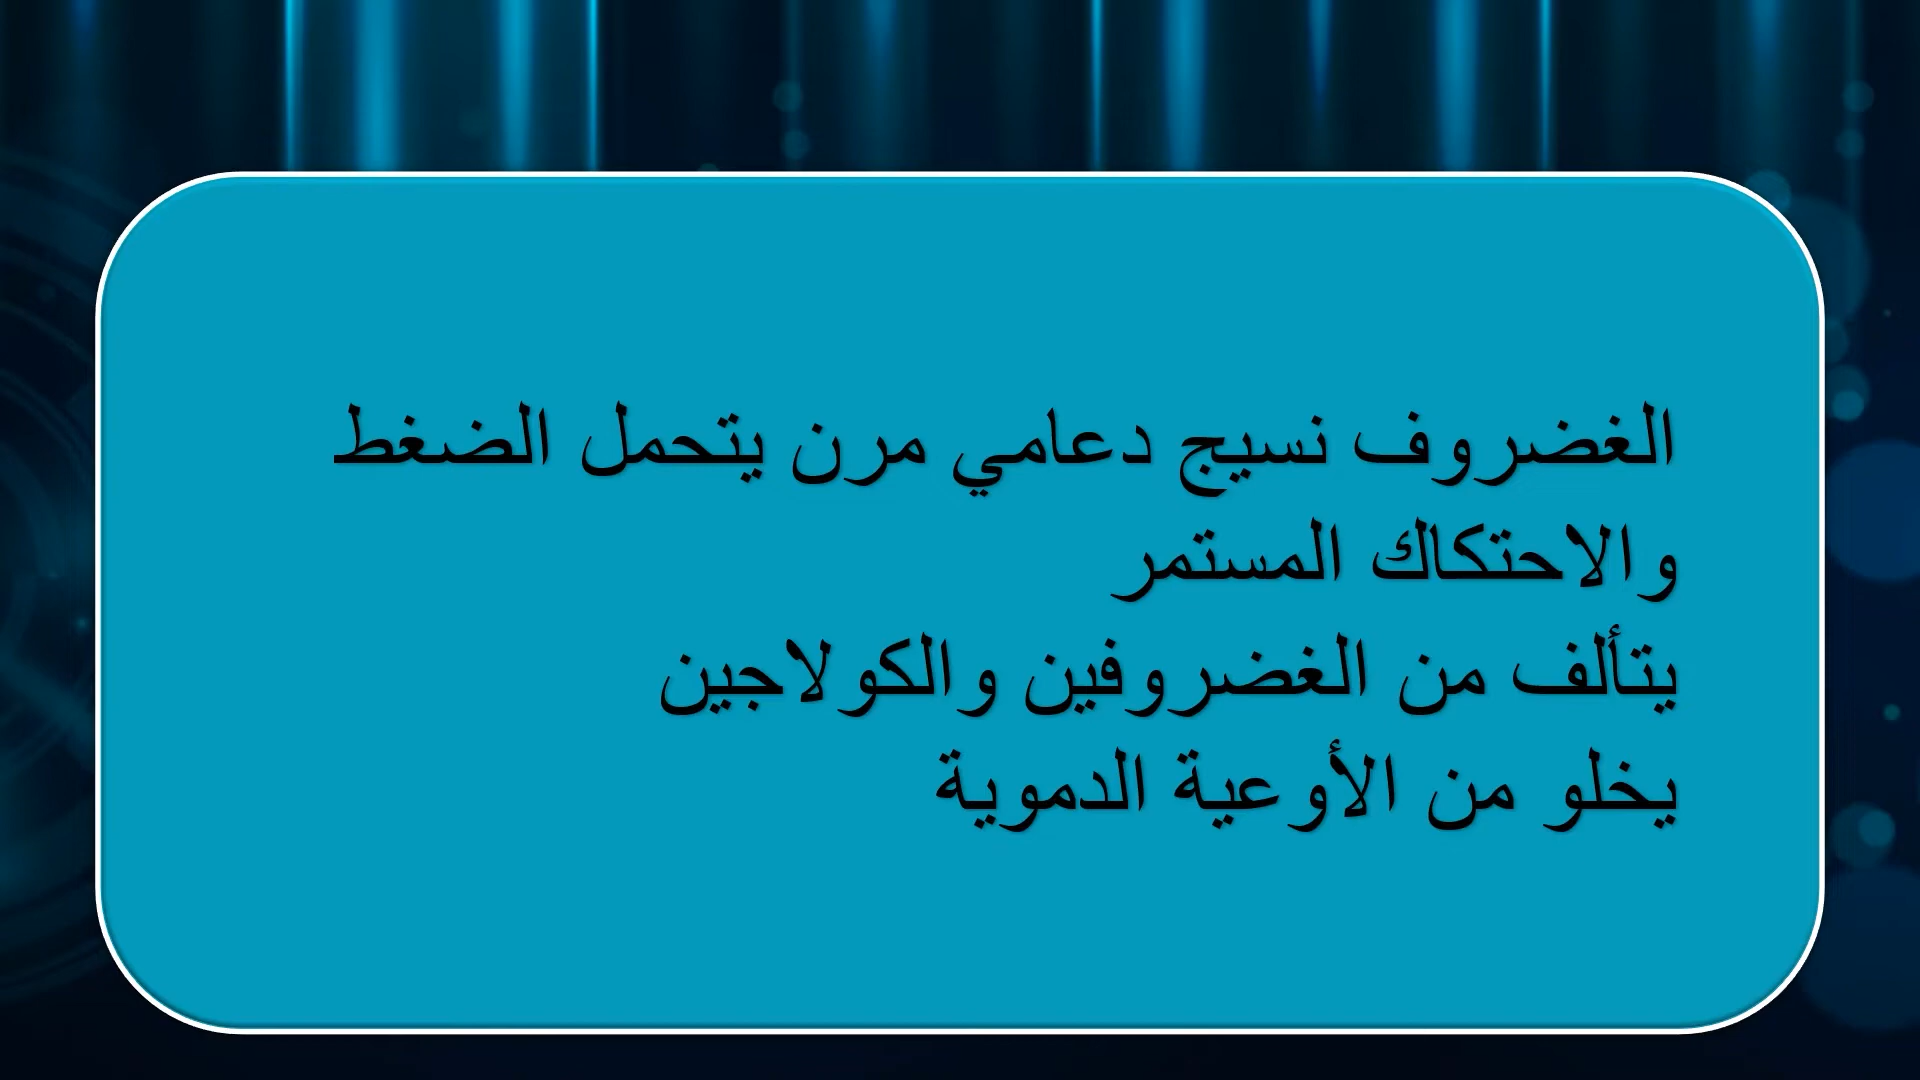 الغضروف نسيج دعامي مرن يتحمل الضغط
والاحتكاك المستمر
يتألف من الغضروفين والكولاجين
يخلو من الأوعية الدموية